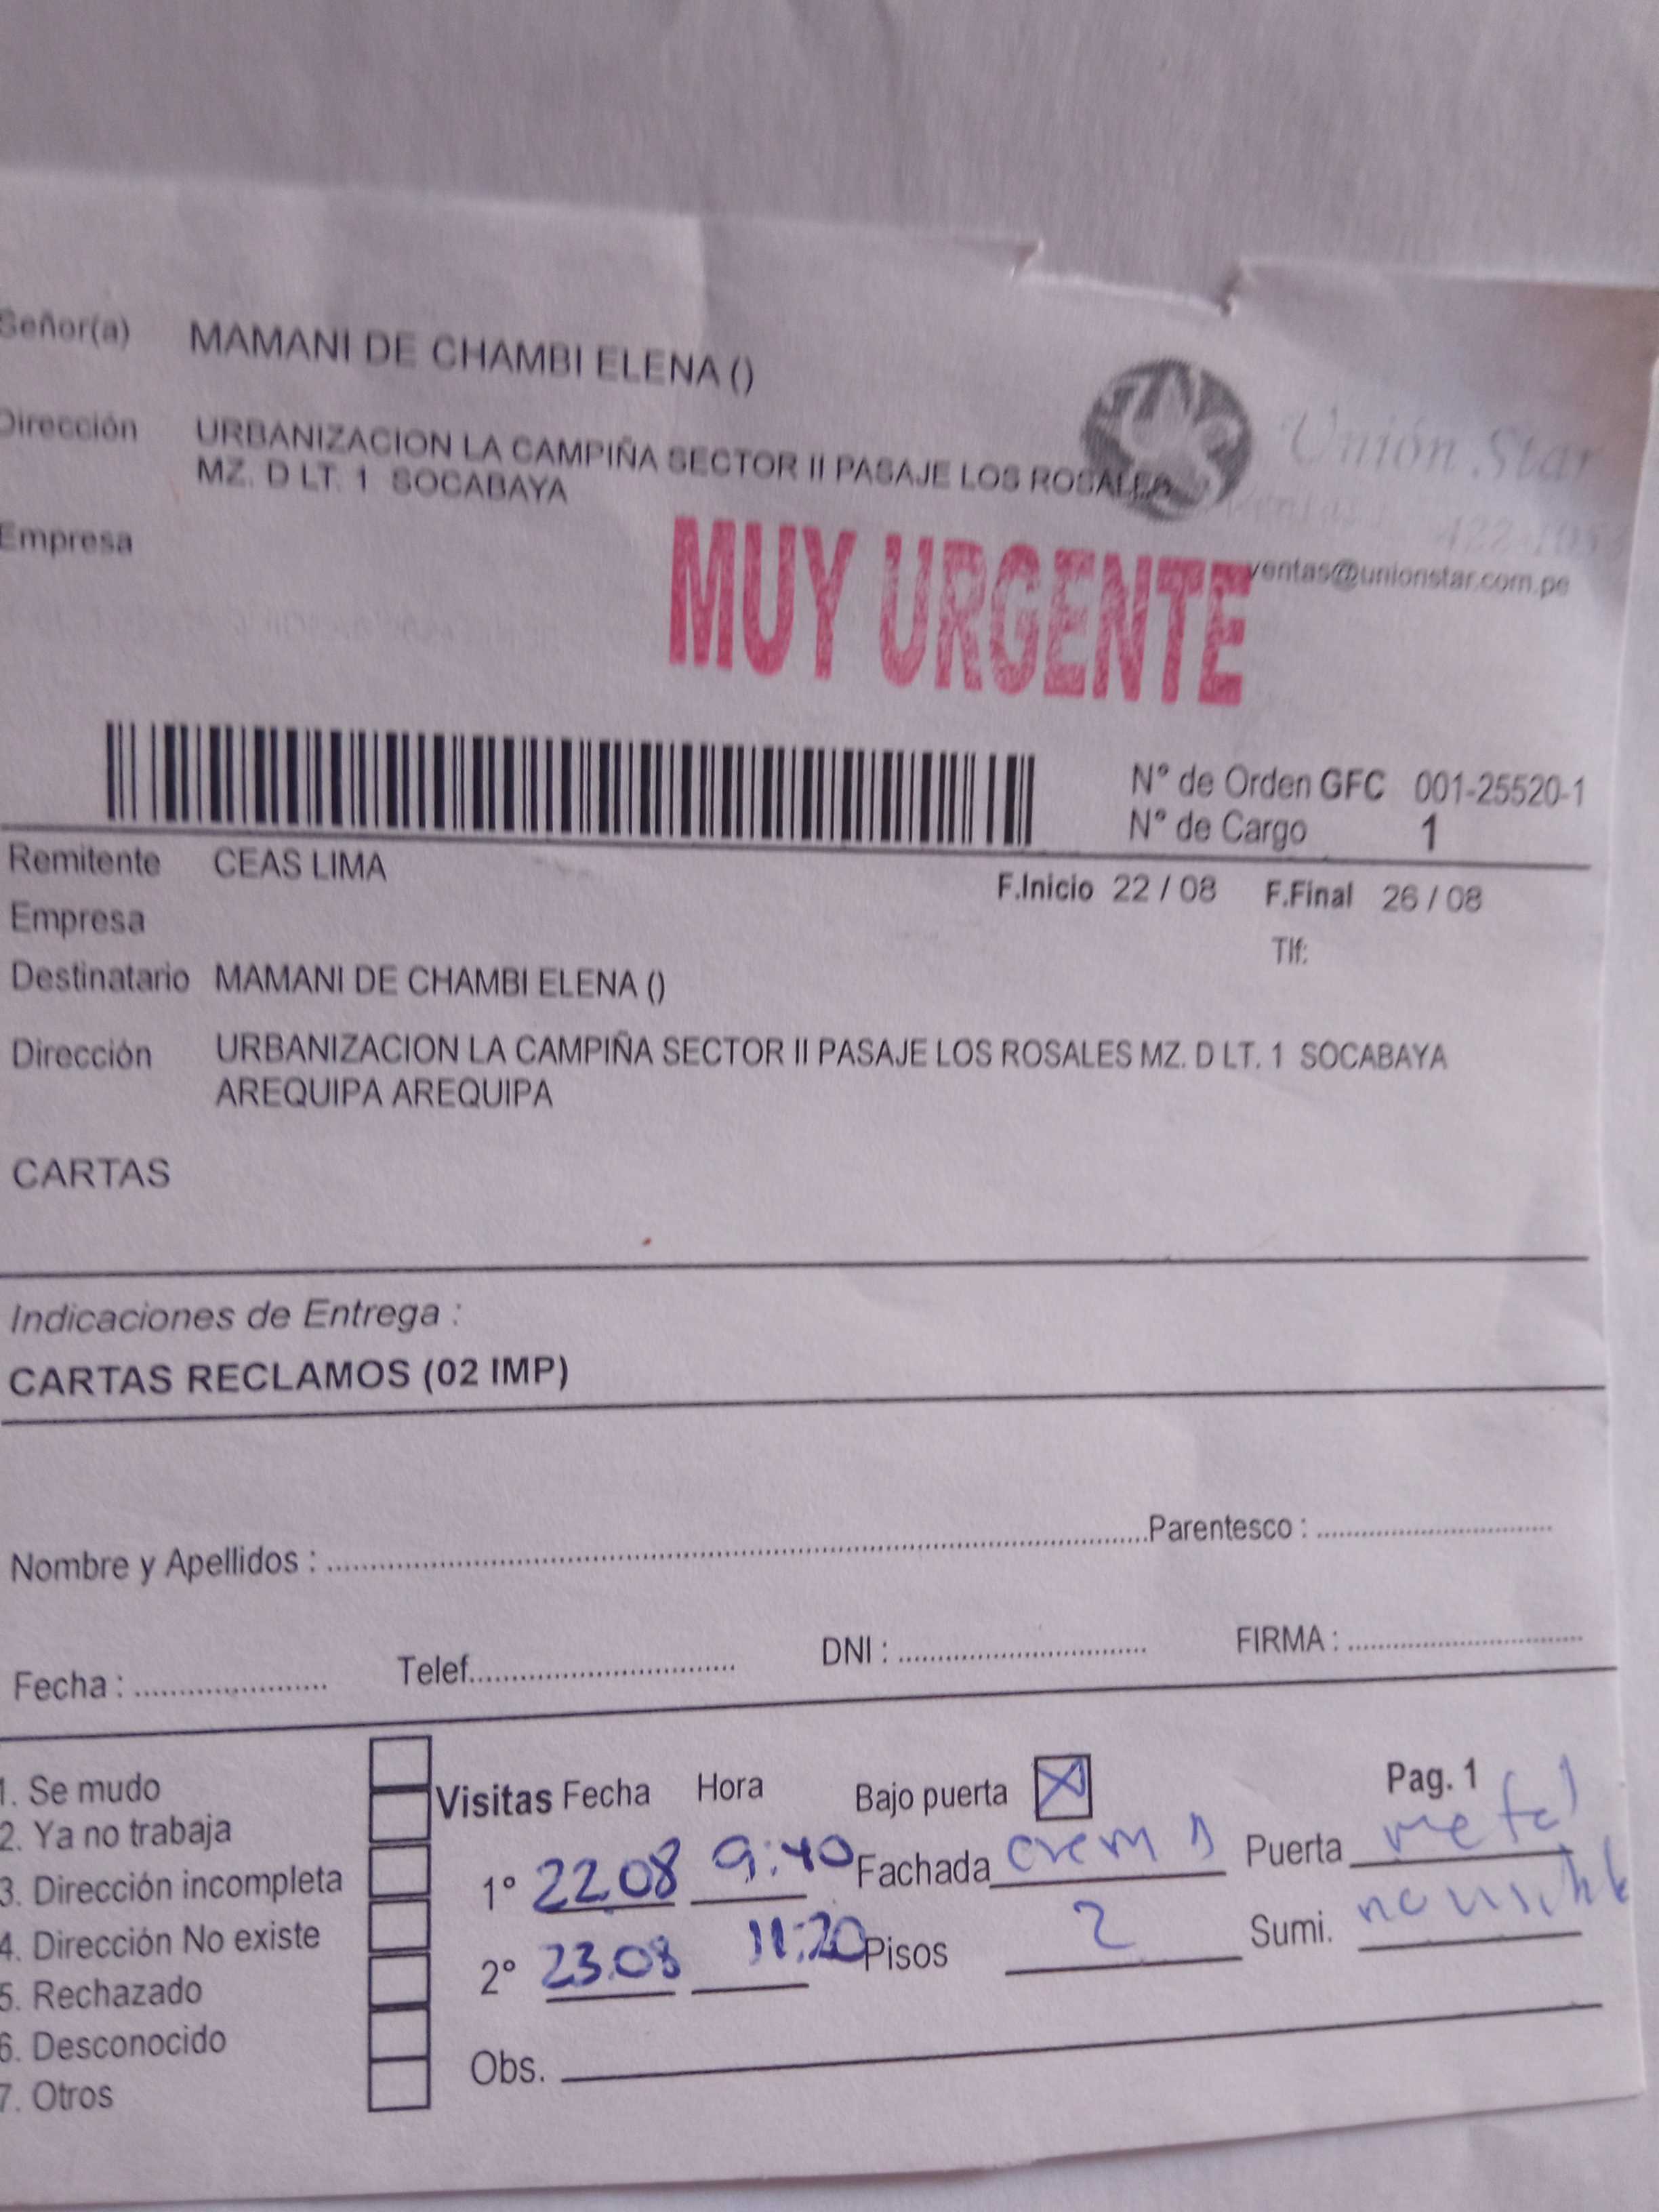 Señor(a) MAMANI DE CHAMBI ELENA ()
Dirección URBANIZACION LA CAMPIÑA SECTOR II PASAJE LOS ROSALES
MZ. D LT. 1 SOCABAYA
Unión Star
Empresa
ventas@unionstar.com.pe
MUY URGENTE
N° de Orden GFC 001-25520-1
N° de Cargo 1
Remitente CEAS LIMA
F.Inicio 22 / 08 F.Final 26 / 08
Empresa
Tlf:
Destinatario MAMANI DE CHAMBI ELENA ()
Dirección URBANIZACION LA CAMPIÑA SECTOR II PASAJE LOS ROSALES MZ. D LT. 1 SOCABAYA
AREQUIPA AREQUIPA
CARTAS
Indicaciones de Entrega :
CARTAS RECLAMOS (02 IMP)
Nombre y Apellidos : Parentesco :
Fecha : Telef. DNI : FIRMA :
1. Se mudo
2. Ya no trabaja
3. Dirección incompleta
4. Dirección No existe
5. Rechazado
6. Desconocido
7. Otros
Visitas Fecha Hora Bajo puerta X Pag. 1
1° 22.08 9:40 Fachada Puerta metal
2° 23.08 11:20 Pisos 2 Sumi.
Obs.